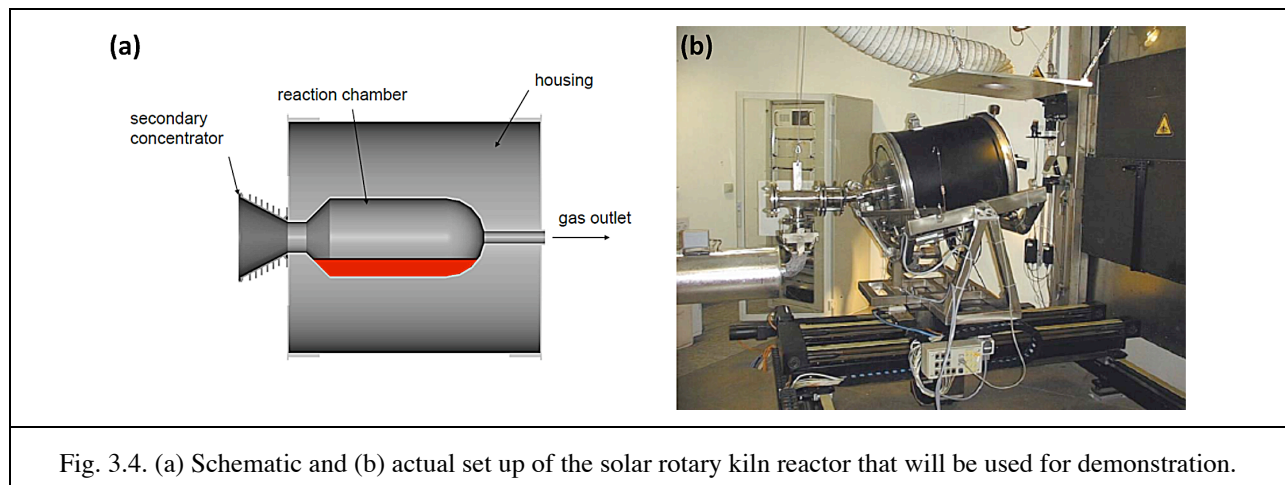 (a)
(b)
housing
reaction chamber
secondary
concentrator
gas outlet
Fig. 3.4. (a) Schematic and (b) actual set up of the solar rotary kiln reactor that will be used for demonstration.